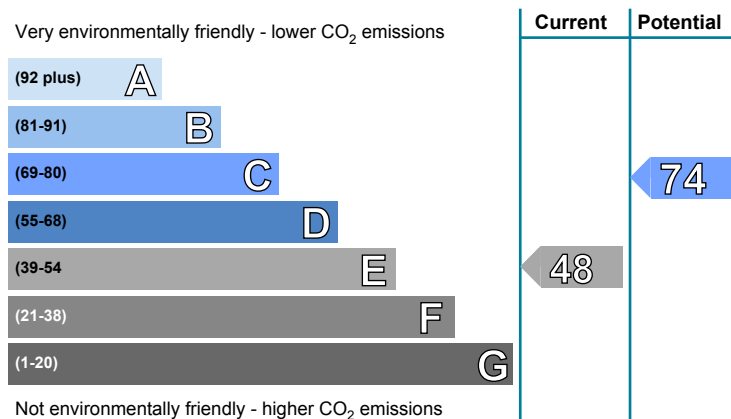 Current Potential
Very environmentally friendly - lower CO2 emissions
(92 plus) A
(81-91) B
(69-80) C
74
(55-68) D
(39-54 E
48
(21-38) F
(1-20) G
Not environmentally friendly - higher CO2 emissions